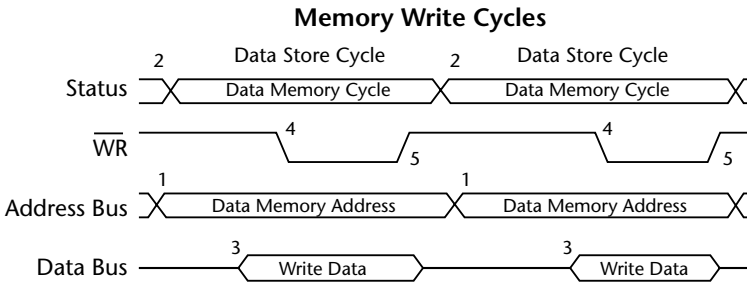 Memory Write Cycles
2 Data Store Cycle 2 Data Store Cycle
Status Data Memory Cycle Data Memory Cycle
WR 4 5 4 5
1 1
Address Bus Data Memory Address Data Memory Address
3 3
Data Bus Write Data Write Data